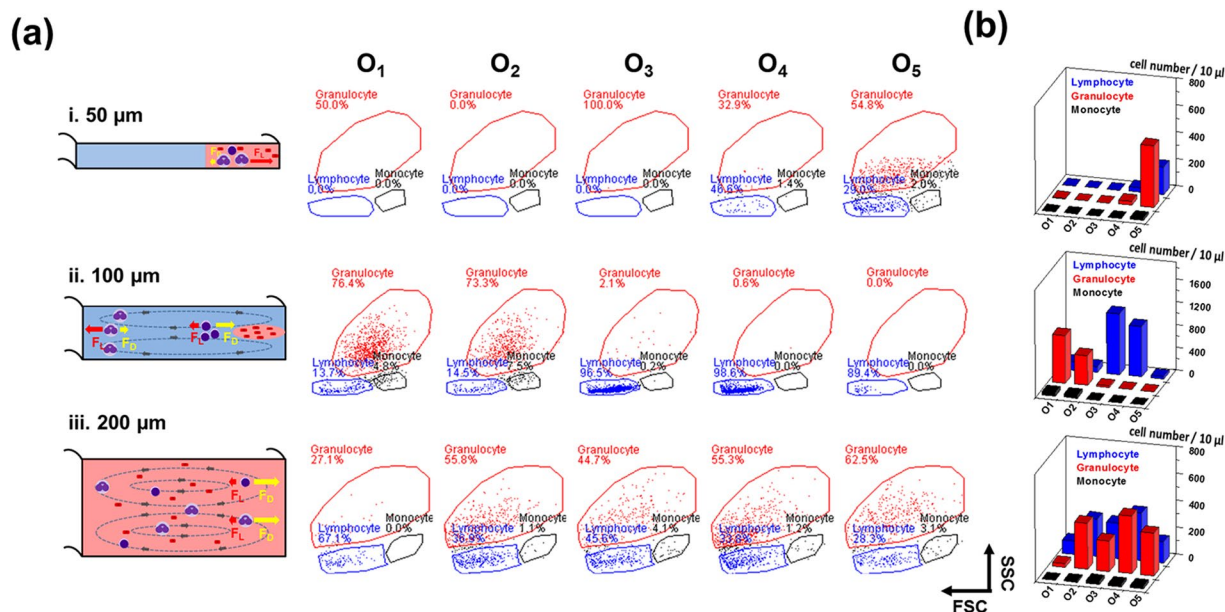 (a)
(b)
O1 O2 O3 O4 O5
i. 50 μm
FD FL
Granulocyte
50.0%
Lymphocyte
0.0%
Monocyte
0.0%
Granulocyte
0.0%
Lymphocyte
0.0%
Monocyte
0.0%
Granulocyte
100.0%
Lymphocyte
0.0%
Monocyte
0.0%
Granulocyte
32.9%
Lymphocyte
46.6%
Monocyte
1.4%
Granulocyte
54.8%
Lymphocyte
29.0%
Monocyte
2.0%
cell number / 10 μl
Lymphocyte
Granulocyte
Monocyte
800
600
400
200
0
O1 O2 O3 O4 O5
ii. 100 μm
FL FD FL FD
Granulocyte
76.4%
Lymphocyte
13.7%
Monocyte
4.8%
Granulocyte
73.3%
Lymphocyte
14.5%
Monocyte
7.5%
Granulocyte
2.1%
Lymphocyte
96.5%
Monocyte
0.2%
Granulocyte
0.6%
Lymphocyte
98.6%
Monocyte
0.0%
Granulocyte
0.0%
Lymphocyte
89.4%
Monocyte
0.0%
cell number / 10 μl
Lymphocyte
Granulocyte
Monocyte
1600
1200
800
400
0
O1 O2 O3 O4 O5
iii. 200 μm
FL FD
FL FD
Granulocyte
27.1%
Lymphocyte
67.1%
Monocyte
0.0%
Granulocyte
55.8%
Lymphocyte
Monocyte
1.1%
Granulocyte
44.7%
Lymphocyte
45.6%
Monocyte
4.1%
Granulocyte
55.3%
Lymphocyte
Monocyte
1.2%
Granulocyte
62.5%
Lymphocyte
28.3%
Monocyte
3.1%
cell number / 10 μl
Lymphocyte
Granulocyte
Monocyte
800
600
400
200
0
O1 O2 O3 O4 O5
SSC
FSC